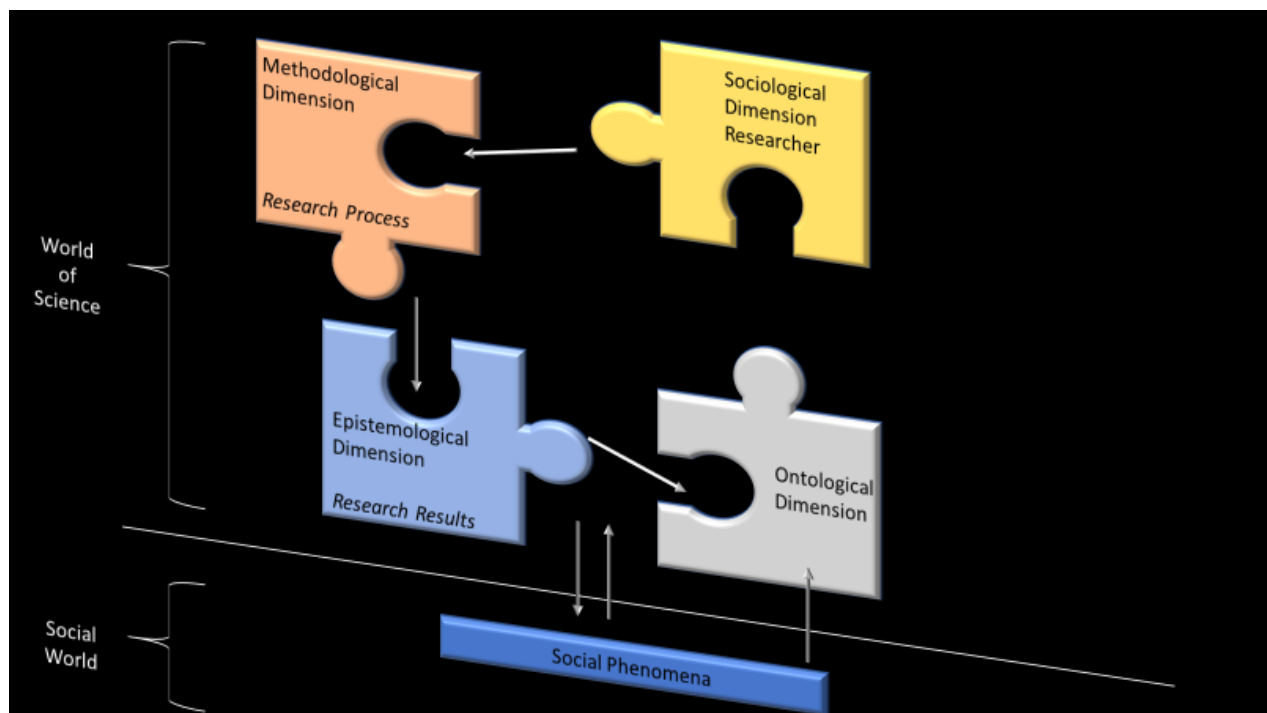 Methodological
Dimension
Research Process
Sociological
Dimension
Researcher
World
of
Science
Epistemological
Dimension
Research Results
Ontological
Dimension
Social
World
Social Phenomena